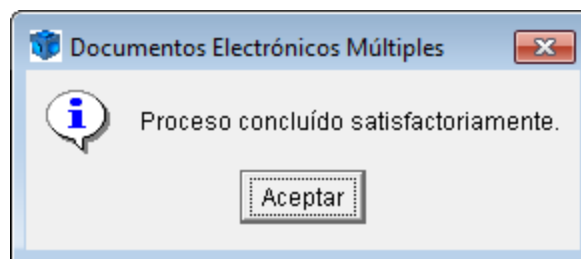 Documentos Electrónicos Múltiples
Proceso concluído satisfactoriamente.
Aceptar